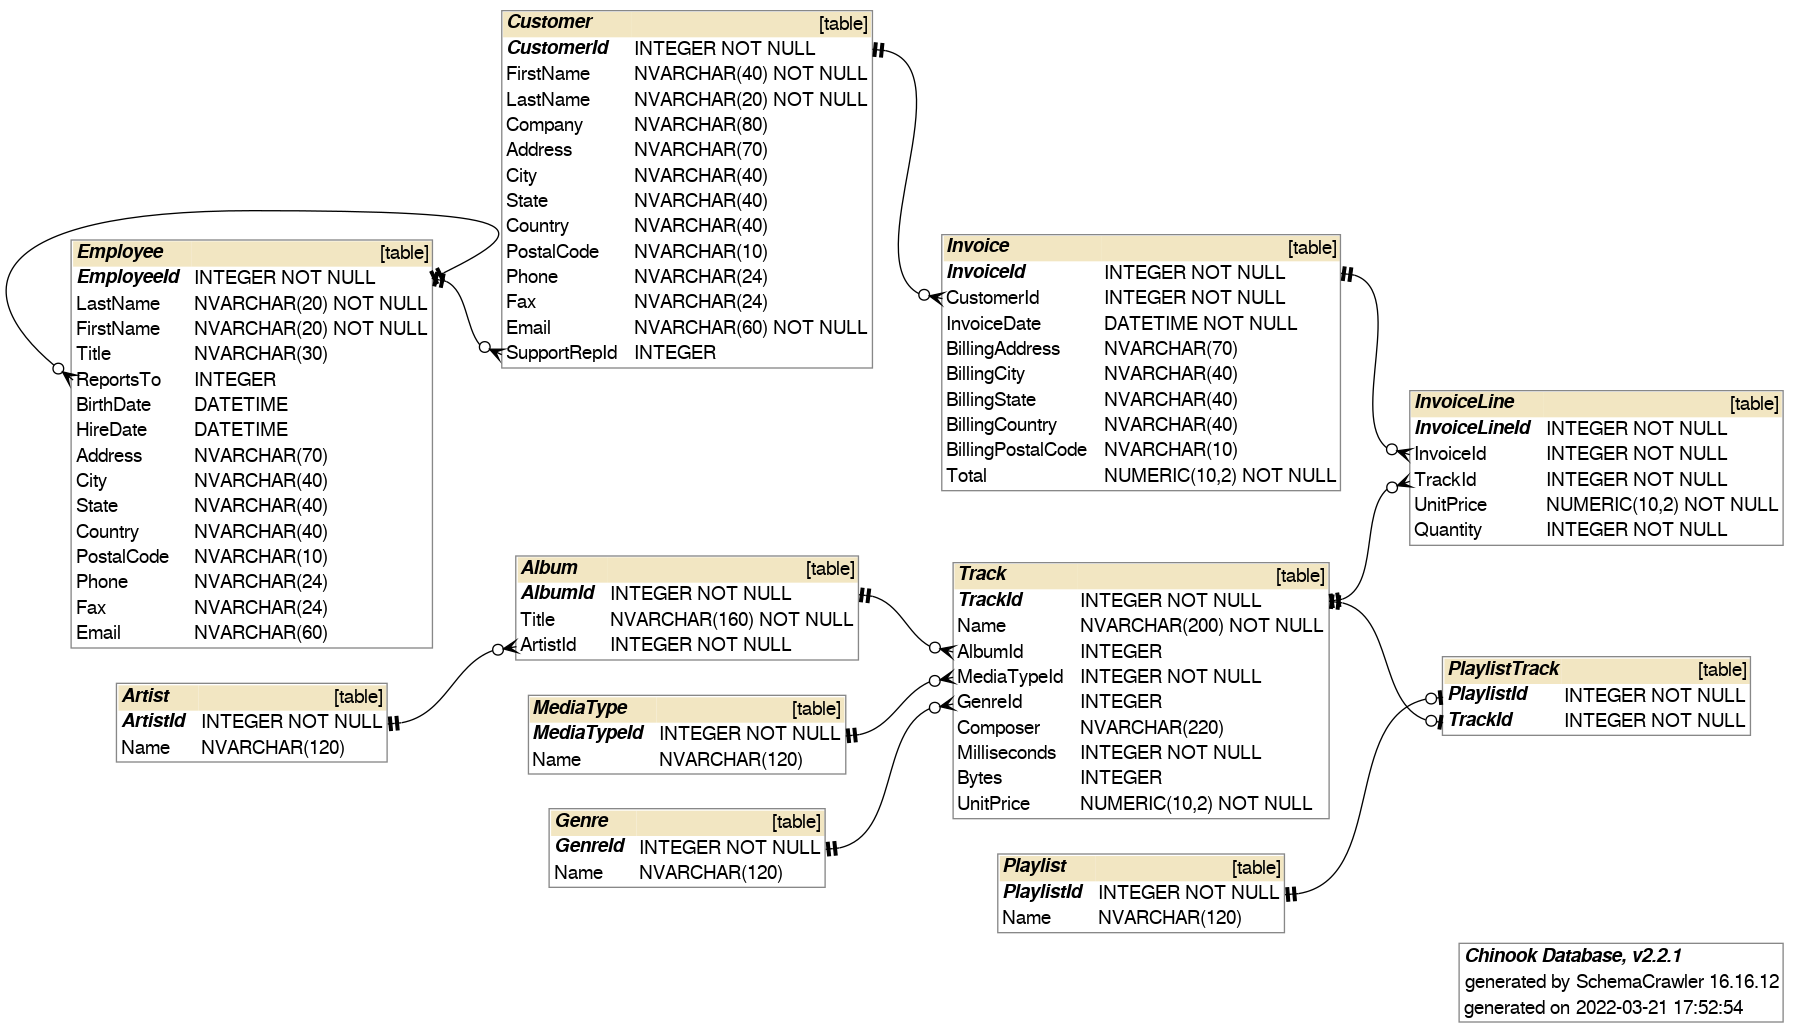 Customer [table]
CustomerId INTEGER NOT NULL
FirstName NVARCHAR(40) NOT NULL
LastName NVARCHAR(20) NOT NULL
Company NVARCHAR(80)
Address NVARCHAR(70)
City NVARCHAR(40)
State NVARCHAR(40)
Country NVARCHAR(40)
PostalCode NVARCHAR(10)
Phone NVARCHAR(24)
Fax NVARCHAR(24)
Email NVARCHAR(60) NOT NULL
SupportRepId INTEGER
Employee [table]
EmployeeId INTEGER NOT NULL
LastName NVARCHAR(20) NOT NULL
FirstName NVARCHAR(20) NOT NULL
Title NVARCHAR(30)
ReportsTo INTEGER
BirthDate DATETIME
HireDate DATETIME
Address NVARCHAR(70)
City NVARCHAR(40)
State NVARCHAR(40)
Country NVARCHAR(40)
PostalCode NVARCHAR(10)
Phone NVARCHAR(24)
Fax NVARCHAR(24)
Email NVARCHAR(60)
Invoice [table]
InvoiceId INTEGER NOT NULL
CustomerId INTEGER NOT NULL
InvoiceDate DATETIME NOT NULL
BillingAddress NVARCHAR(70)
BillingCity NVARCHAR(40)
BillingState NVARCHAR(40)
BillingCountry NVARCHAR(40)
BillingPostalCode NVARCHAR(10)
Total NUMERIC(10,2) NOT NULL
InvoiceLine [table]
InvoiceLineId INTEGER NOT NULL
InvoiceId INTEGER NOT NULL
TrackId INTEGER NOT NULL
UnitPrice NUMERIC(10,2) NOT NULL
Quantity INTEGER NOT NULL
Album [table]
AlbumId INTEGER NOT NULL
Title NVARCHAR(160) NOT NULL
ArtistId INTEGER NOT NULL
Track [table]
TrackId INTEGER NOT NULL
Name NVARCHAR(200) NOT NULL
AlbumId INTEGER
MediaTypeId INTEGER NOT NULL
GenreId INTEGER
Composer NVARCHAR(220)
Milliseconds INTEGER NOT NULL
Bytes INTEGER
UnitPrice NUMERIC(10,2) NOT NULL
Artist [table]
ArtistId INTEGER NOT NULL
Name NVARCHAR(120)
MediaType [table]
MediaTypeId INTEGER NOT NULL
Name NVARCHAR(120)
PlaylistTrack [table]
PlaylistId INTEGER NOT NULL
TrackId INTEGER NOT NULL
Genre [table]
GenreId INTEGER NOT NULL
Name NVARCHAR(120)
Playlist [table]
PlaylistId INTEGER NOT NULL
Name NVARCHAR(120)
Chinook Database, v2.2.1
generated by SchemaCrawler 16.16.12
generated on 2022-03-21 17:52:54